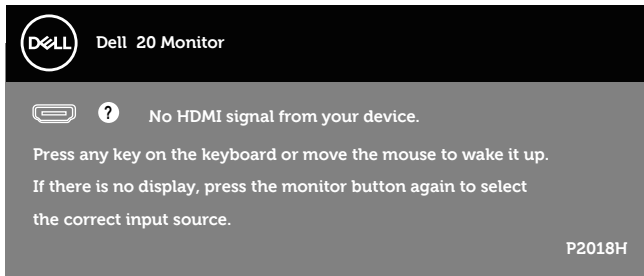 DELL
Dell 20 Monitor
? No HDMI signal from your device.
Press any key on the keyboard or move the mouse to wake it up.
If there is no display, press the monitor button again to select
the correct input source.
P2018H